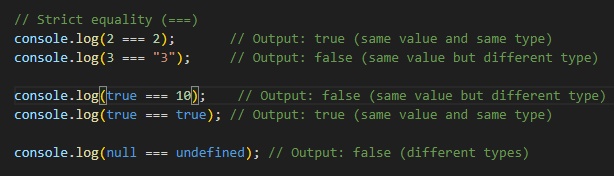 // Strict equality (===)
console.log(2 === 2);       // Output: true (same value and same type)
console.log(3 === "3");     // Output: false (same value but different type)
console.log(true === 10);    // Output: false (same value but different type)
console.log(true === true); // Output: true (same value and same type)
console.log(null === undefined); // Output: false (different types)